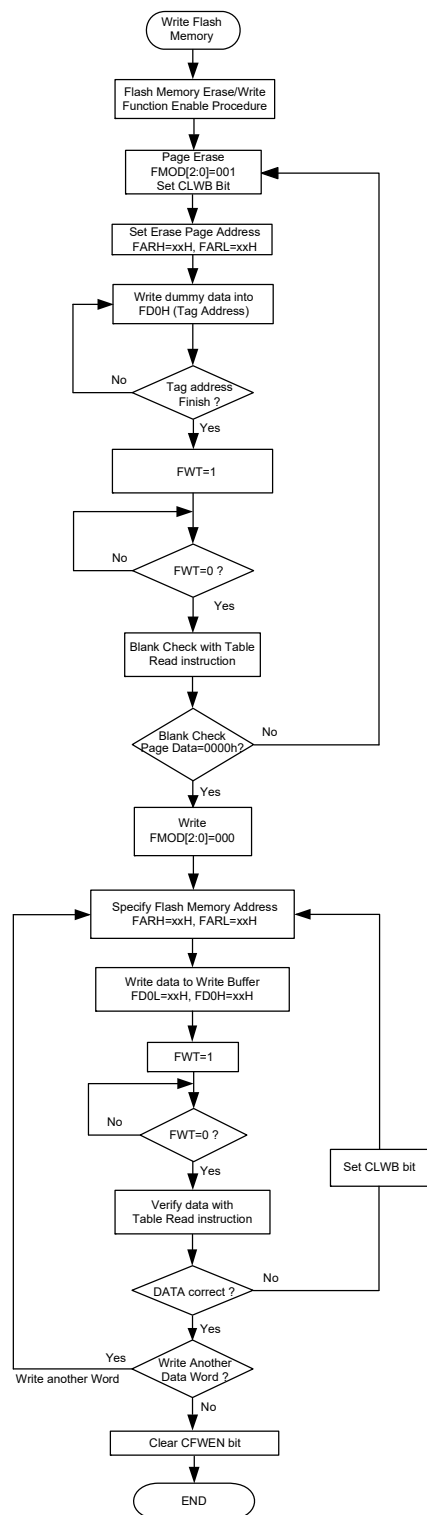 Write Flash
Memory
Flash Memory Erase/Write
Function Enable Procedure
Page Erase
FMOD[2:0]=001
Set CLWB Bit
Set Erase Page Address
FARH=xxH, FARL=xxH
Write dummy data into
FD0H (Tag Address)
No
Tag address
Finish ?
Yes
FWT=1
No
FWT=0 ?
Yes
Blank Check with Table
Read instruction
Blank Check
Page Data=0000h?
No
Yes
Write
FMOD[2:0]=000
Specify Flash Memory Address
FARH=xxH, FARL=xxH
Write data to Write Buffer
FD0L=xxH, FD0H=xxH
FWT=1
No
FWT=0 ?
Yes
Set CLWB bit
Verify data with
Table Read instruction
DATA correct ?
No
Yes
Yes
Write another Word
Write Another
Data Word ?
No
Clear CFWEN bit
END